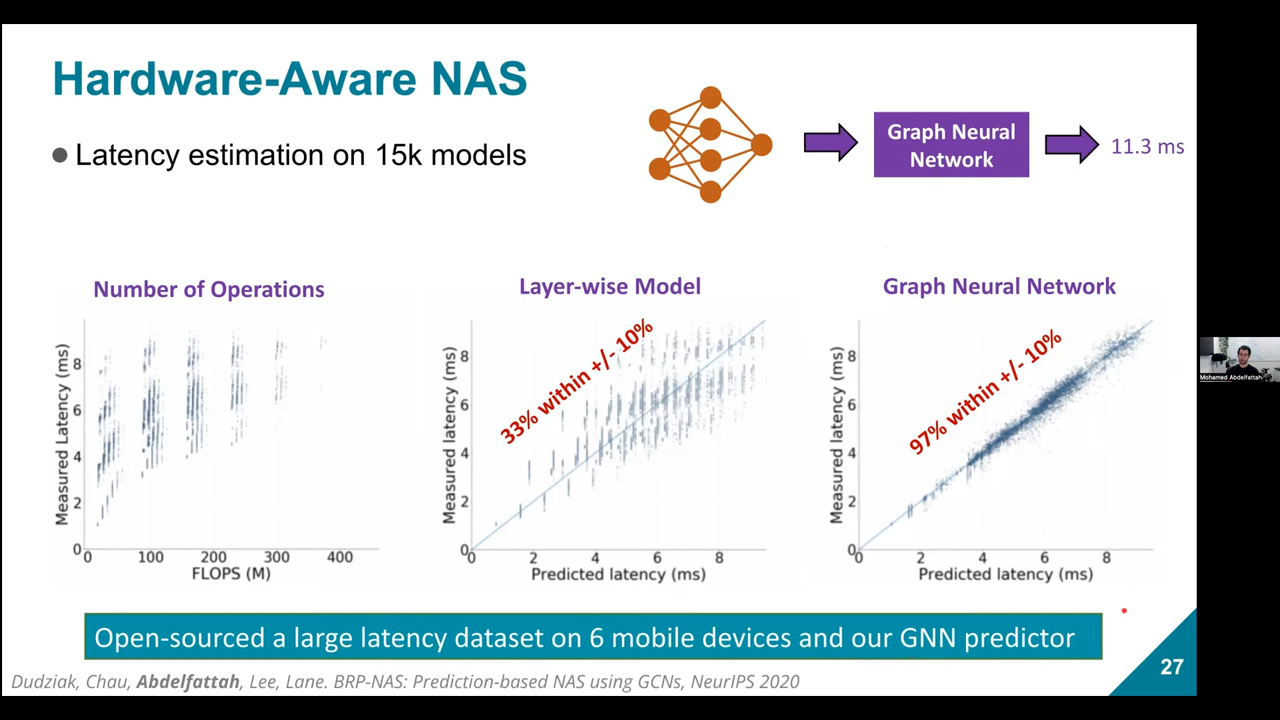 Hardware-Aware NAS
Latency estimation on 15k models
Graph Neural
Network
11.3 ms
Number of Operations
Measured Latency (ms)
8
6
4
2
0
0 100 200 300 400
FLOPS (M)
Layer-wise Model
33% within +/- 10%
Measured latency (ms)
8
6
4
2
0
0 2 4 6 8
Predicted latency (ms)
Graph Neural Network
97% within +/- 10%
Measured latency (ms)
8
6
4
2
0
0 2 4 6 8
Predicted latency (ms)
Mohamed Abdelfattah
Open-sourced a large latency dataset on 6 mobile devices and our GNN predictor
Dudziak, Chau, Abdelfattah, Lee, Lane. BRP-NAS: Prediction-based NAS using GCNs, NeurIPS 2020
27